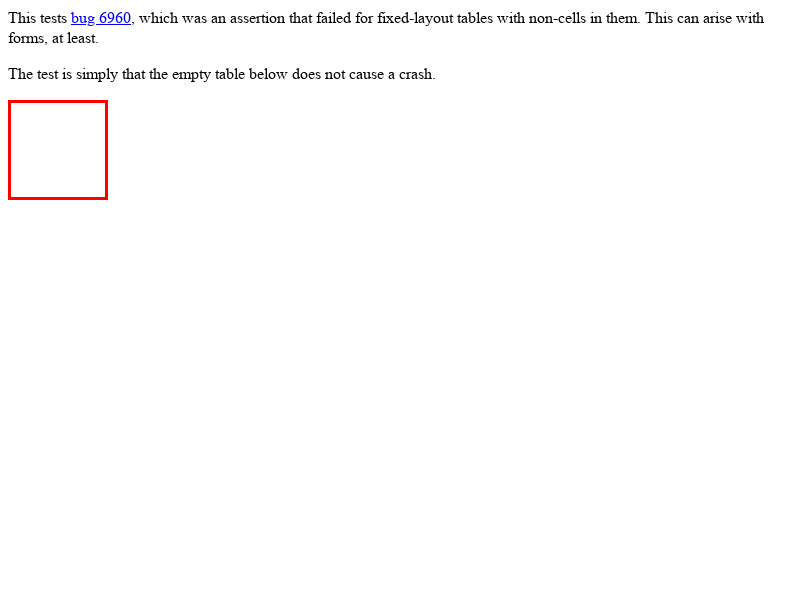 This tests bug 6960, which was an assertion that failed for fixed-layout tables with non-cells in them. This can arise with
forms, at least.
The test is simply that the empty table below does not cause a crash.